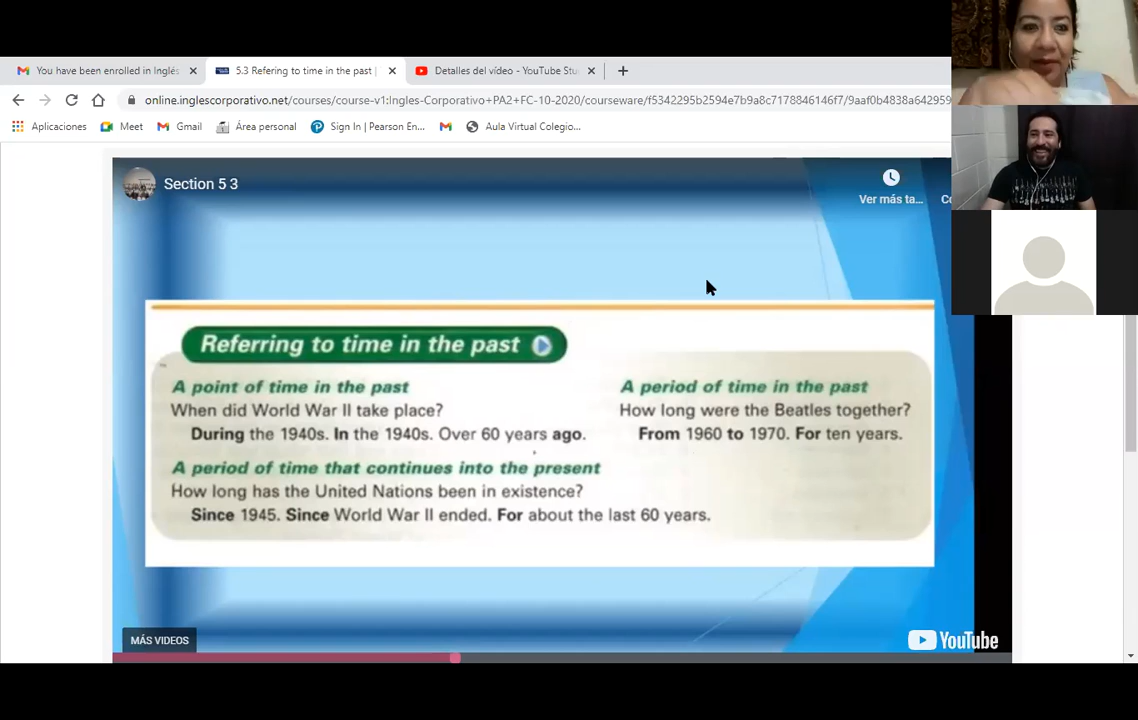 You have been enrolled in Inglés
5.3 Refering to time in the past |
Detalles del vídeo - YouTube Stu
online.inglescorporativo.net/courses/course-v1:Ingles-Corporativo+PA2+FC-10-2020/courseware/f5342295b2594e7b9a8c7178846146f7/9aaf0b4838a642959
Aplicaciones
Meet
Gmail
Área personal
Sign In | Pearson En...
Aula Virtual Colegio...
Section 5 3
Ver más ta...
Referring to time in the past
A point of time in the past
When did World War II take place?
During the 1940s. In the 1940s. Over 60 years ago.
A period of time in the past
How long were the Beatles together?
From 1960 to 1970. For ten years.
A period of time that continues into the present
How long has the United Nations been in existence?
Since 1945. Since World War II ended. For about the last 60 years.
MÁS VIDEOS
YouTube